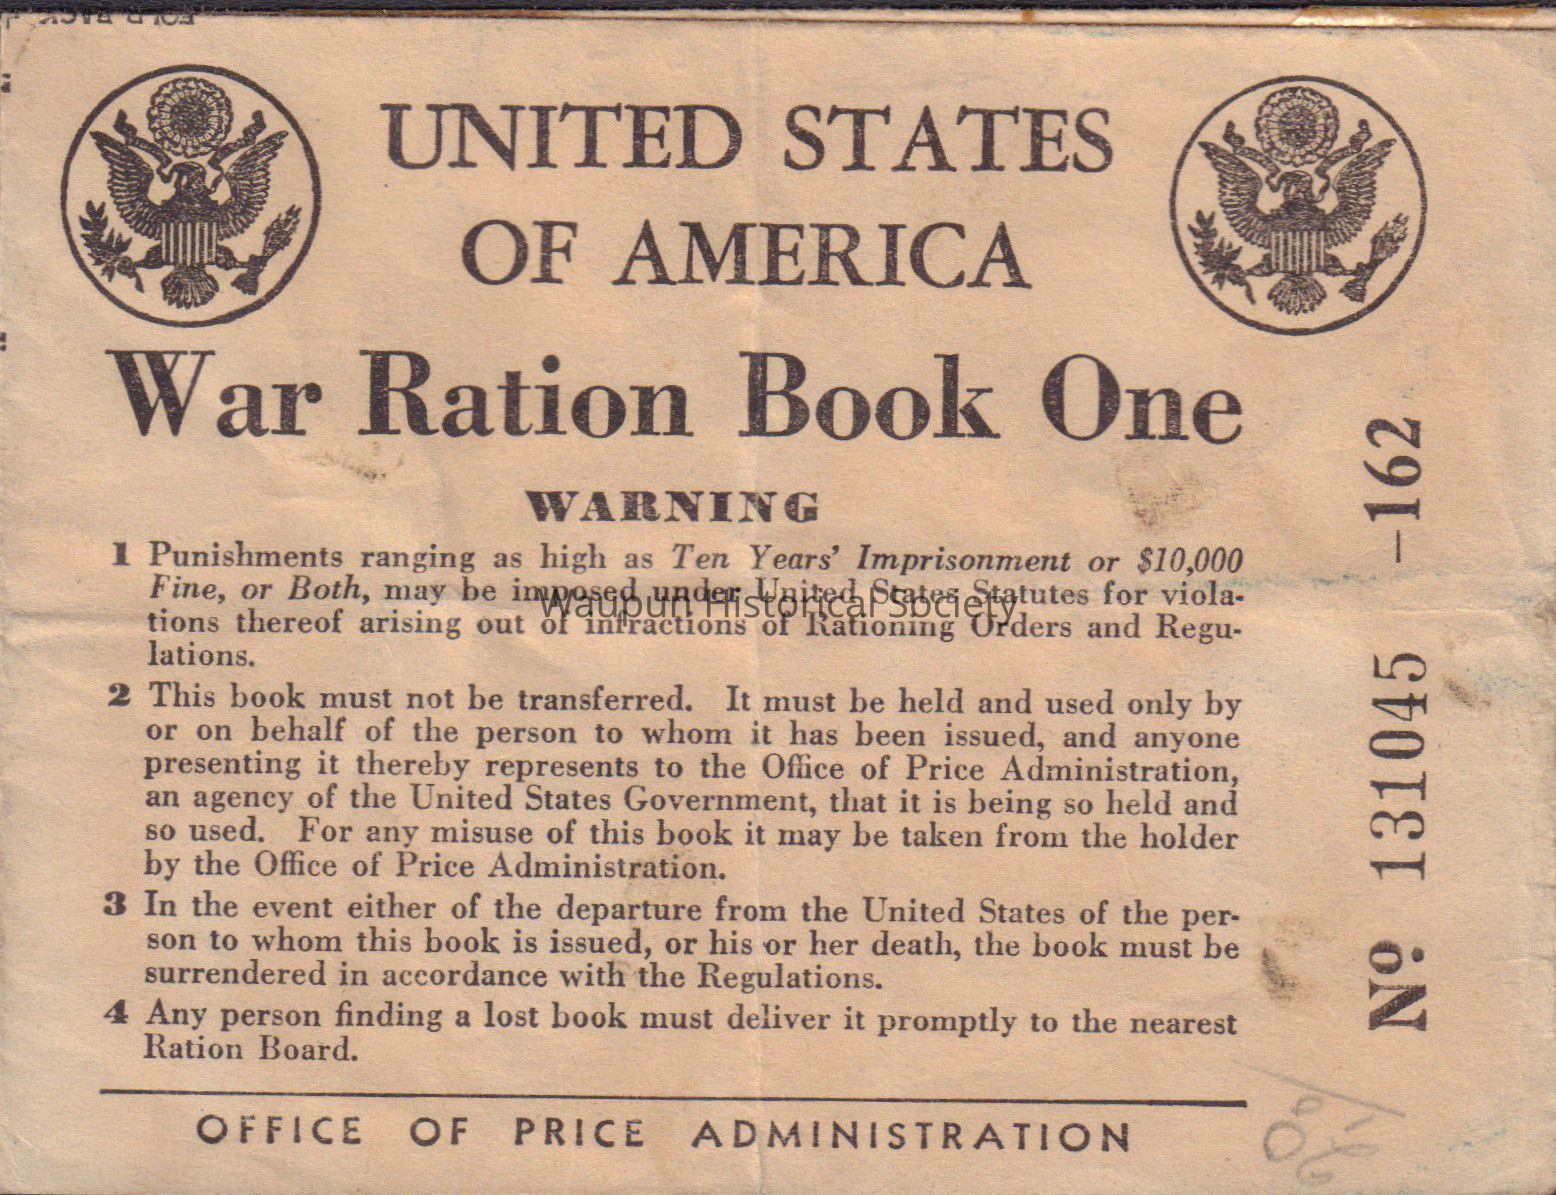 UNITED STATES
OF AMERICA
War Ration Book One
WARNING
1 Punishments ranging as high as Ten Years' Imprisonment or $10,000
Fine, or Both, may be imposed under United States Statutes for viola-
tions thereof arising out of infractions of Rationing Orders and Regu-
lations.
2 This book must not be transferred. It must be held and used only by
or on behalf of the person to whom it has been issued, and anyone
presenting it thereby represents to the Office of Price Administration,
an agency of the United States Government, that it is being so held and
so used. For any misuse of this book it may be taken from the holder
by the Office of Price Administration.
3 In the event either of the departure from the United States of the per-
son to whom this book is issued, or his or her death, the book must be
surrendered in accordance with the Regulations.
4 Any person finding a lost book must deliver it promptly to the nearest
Ration Board.
OFFICE OF PRICE ADMINISTRATION
No 131045 -162
Waupun Historical Society